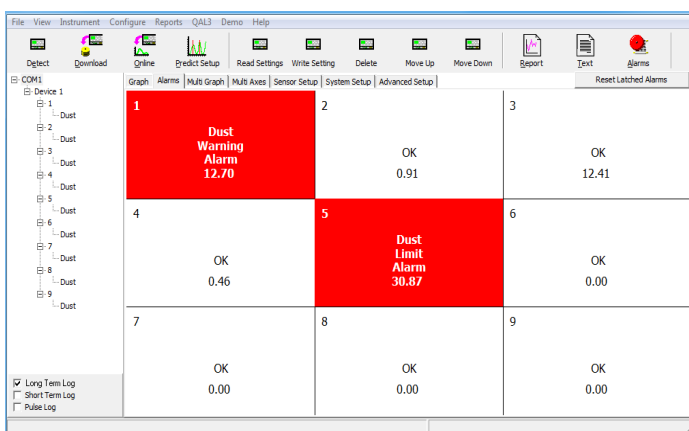 File View Instrument Configure Reports QAL3 Demo Help
Detect Download Online Predict Setup Read Settings Write Setting Delete Move Up Move Down Report Text Alarms
COM1
Device 1
1
Dust
2
Dust
3
Dust
4
Dust
5
Dust
6
Dust
7
Dust
8
Dust
9
Dust
Long Term Log
Short Term Log
Pulse Log
Graph Alarms Multi Graph Multi Axes Sensor Setup System Setup Advanced Setup Reset Latched Alarms
1
Dust
Warning
Alarm
12.70
2
OK
0.91
3
OK
12.41
4
OK
0.46
5
Dust
Limit
Alarm
30.87
6
OK
0.00
7
OK
0.00
8
OK
0.00
9
OK
0.00